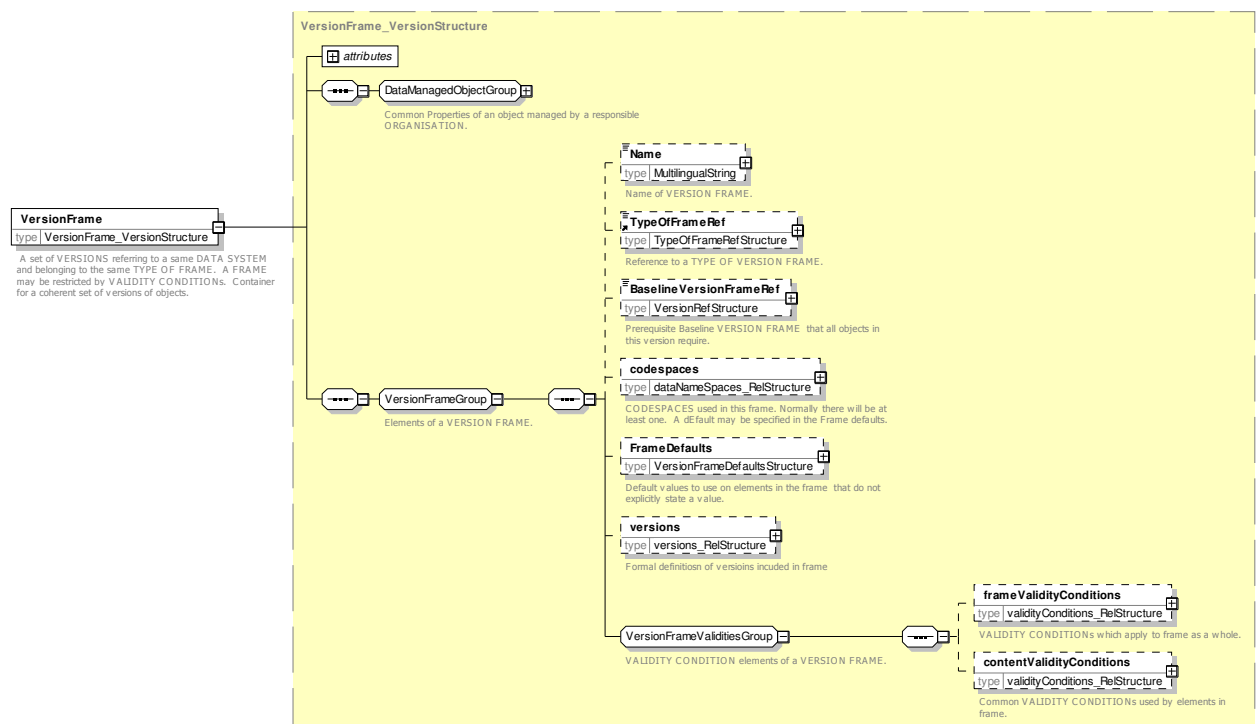 VersionFrame_VersionStructure
attributes
DataManagedObjectGroup
Common Properties of an object managed by a responsible
ORGANISATION.
Name
type MultilingualString
Name of VERSION FRAME.
VersionFrame
type VersionFrame_VersionStructure
A set of VERSIONS referring to a same DATA SYSTEM
and belonging to the same TYPE OF FRAME. A FRAME
may be restricted by VALIDITY CONDITIONs. Container
for a coherent set of versions of objects.
TypeOfFrameRef
type TypeOfFrameRefStructure
Reference to a TYPE OF VERSION FRAME.
BaselineVersionFrameRef
type VersionRefStructure
Prerequisite Baseline VERSION FRAME that all objects in
this version require.
codespaces
type dataNameSpaces_RelStructure
CODESPACES used in this frame. Normally there will be at
least one. A dEfault may be specified in the Frame defaults.
VersionFrameGroup
Elements of a VERSION FRAME.
FrameDefaults
type VersionFrameDefaultsStructure
Default values to use on elements in the frame that do not
explicitly state a value.
versions
type versions_RelStructure
Formal definitiosn of versioins incuded in frame
VersionFrameValiditiesGroup
VALIDITY CONDITION elements of a VERSION FRAME.
frameValidityConditions
type validityConditions_RelStructure
VALIDITY CONDITIONs which apply to frame as a whole.
contentValidityConditions
type validityConditions_RelStructure
Common VALIDITY CONDITIONs used by elements in
frame.